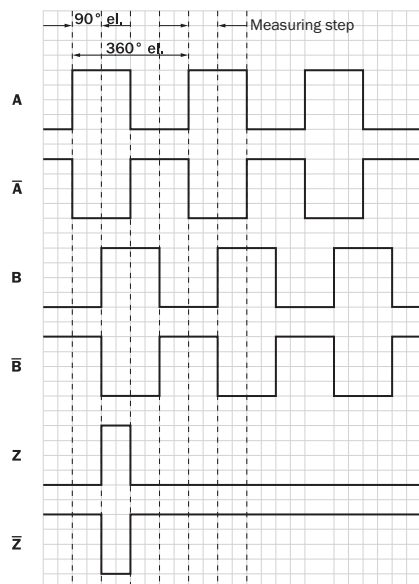 90° el.
Measuring step
360° el.
A
A̅
B
B̅
Z
Z̅